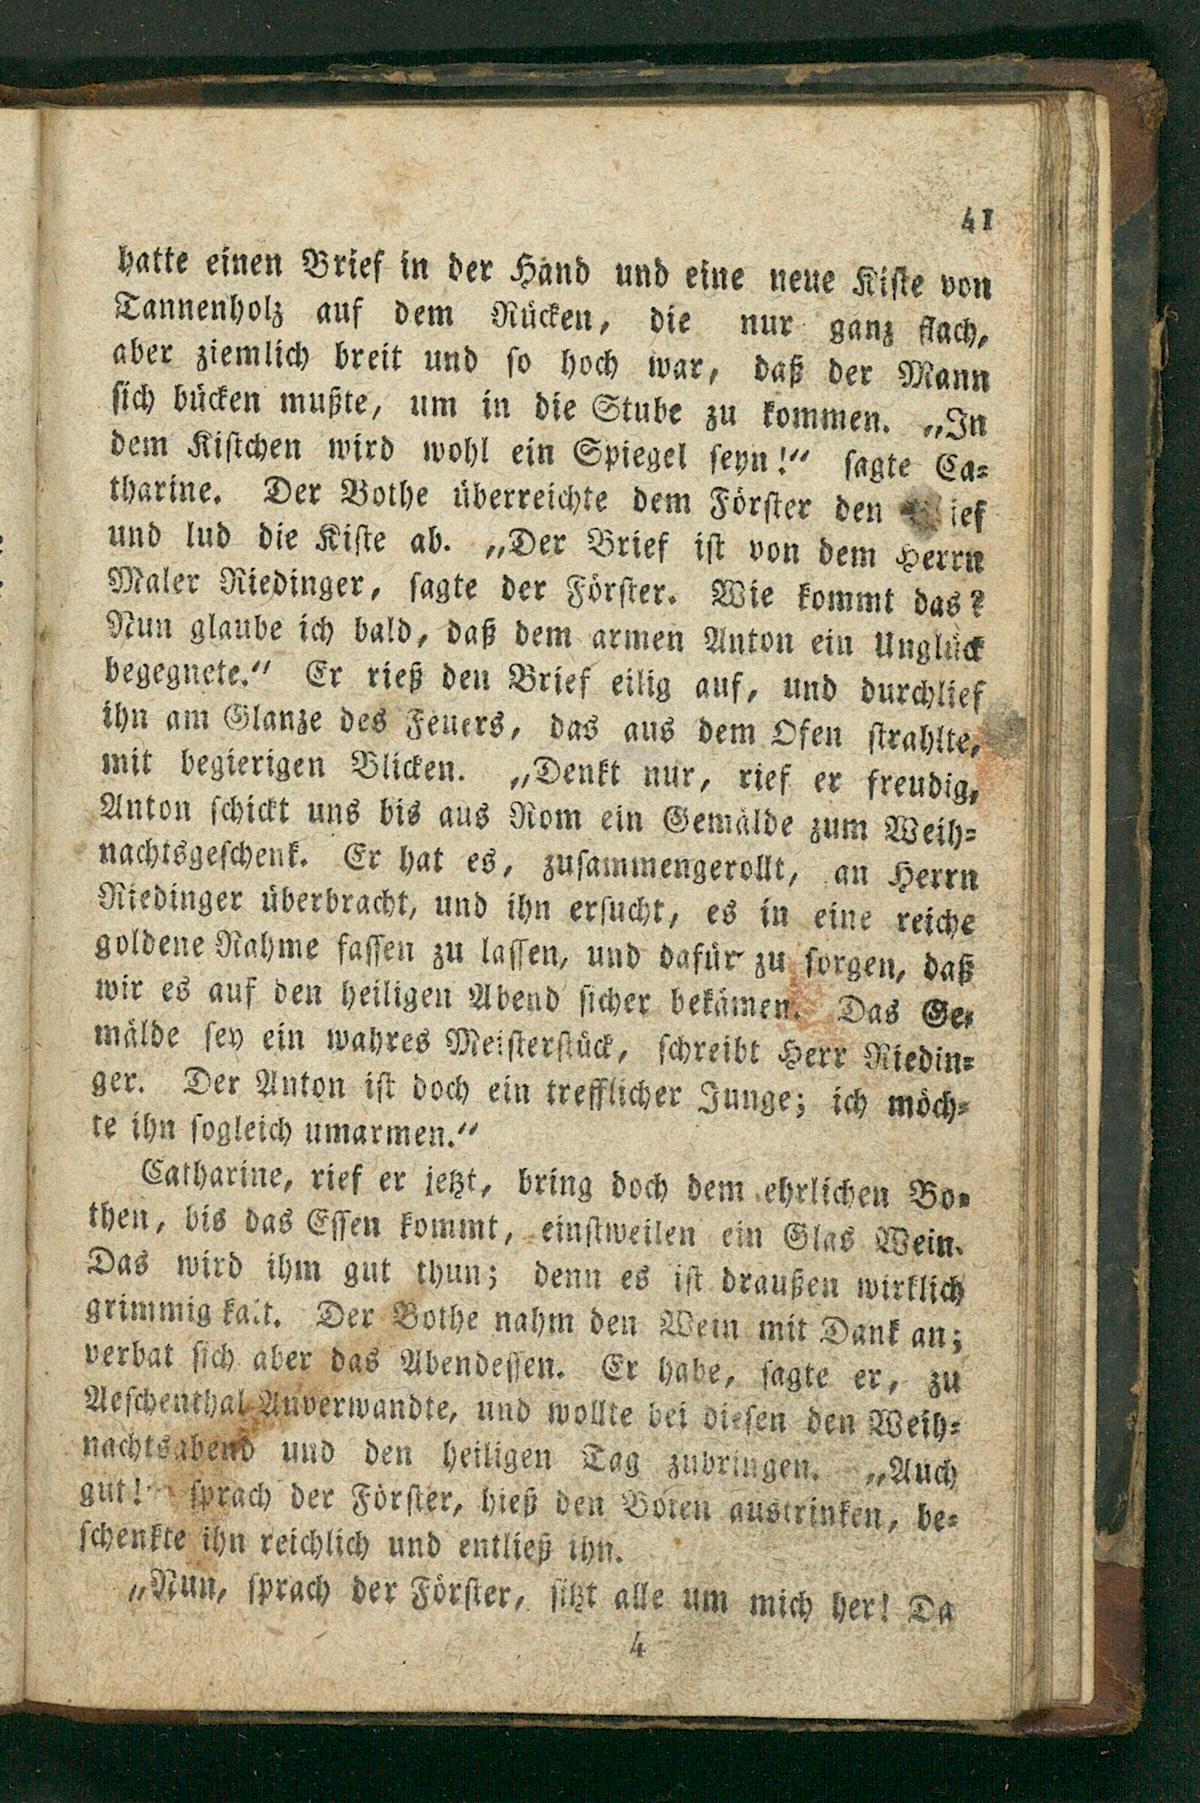 41
hatte einen Brief in der Hand und eine neue Kiste von
Tannenholz auf dem Rücken, die nur ganz flach,
aber ziemlich breit und so hoch war, daß der Mann
sich bücken mußte, um in die Stube zu kommen. „In
dem Kistchen wird wohl ein Spiegel seyn!“ sagte Ca=
tharine. Der Bothe überreichte dem Förster den ief
und lud die Kiste ab. „Der Brief ist von dem Herrn
Maler Riedinger, sagte der Förster. Wie kommt das?
Nun glaube ich bald, daß dem armen Anton ein Unglück
begegnete.“ Er rieß den Brief eilig auf, und durchlief
ihn am Glanze des Feuers, das aus dem Ofen strahlte,
mit begierigen Blicken. „Denkt nur, rief er freudig,
Anton schickt uns bis aus Rom ein Gemälde zum Weih=
nachtsgeschenk. Er hat es, zusammengerollt, an Herrn
Riedinger überbracht, und ihn ersucht, es in eine reiche
goldene Rahme fassen zu lassen, und dafür zu sorgen, daß
wir es auf den heiligen Abend sicher bekämen. Das Ge=
mälde sey ein wahres Meisterstück, schreibt Herr Riedin=
ger. Der Anton ist doch ein trefflicher Junge; ich möch=
te ihn sogleich umarmen.“
Catharine, rief er jetzt, bring doch dem ehrlichen Bo=
then, bis das Essen kommt, einstweilen ein Glas Wein.
Das wird ihm gut thun; denn es ist draußen wirklich
grimmig kalt. Der Bothe nahm den Wein mit Dank an;
verbat sich aber das Abendessen. Er habe, sagte er, zu
Aeschenthal Anverwandte, und wollte bei diesen den Weih=
nachtsabend und den heiligen Tag zubringen. „Auch
gut! sprach der Förster, hieß den Boten austrinken, be=
schenkte ihn reichlich und entließ ihn.
„Nun, sprach der Förster, sitzt alle um mich her! Da
4